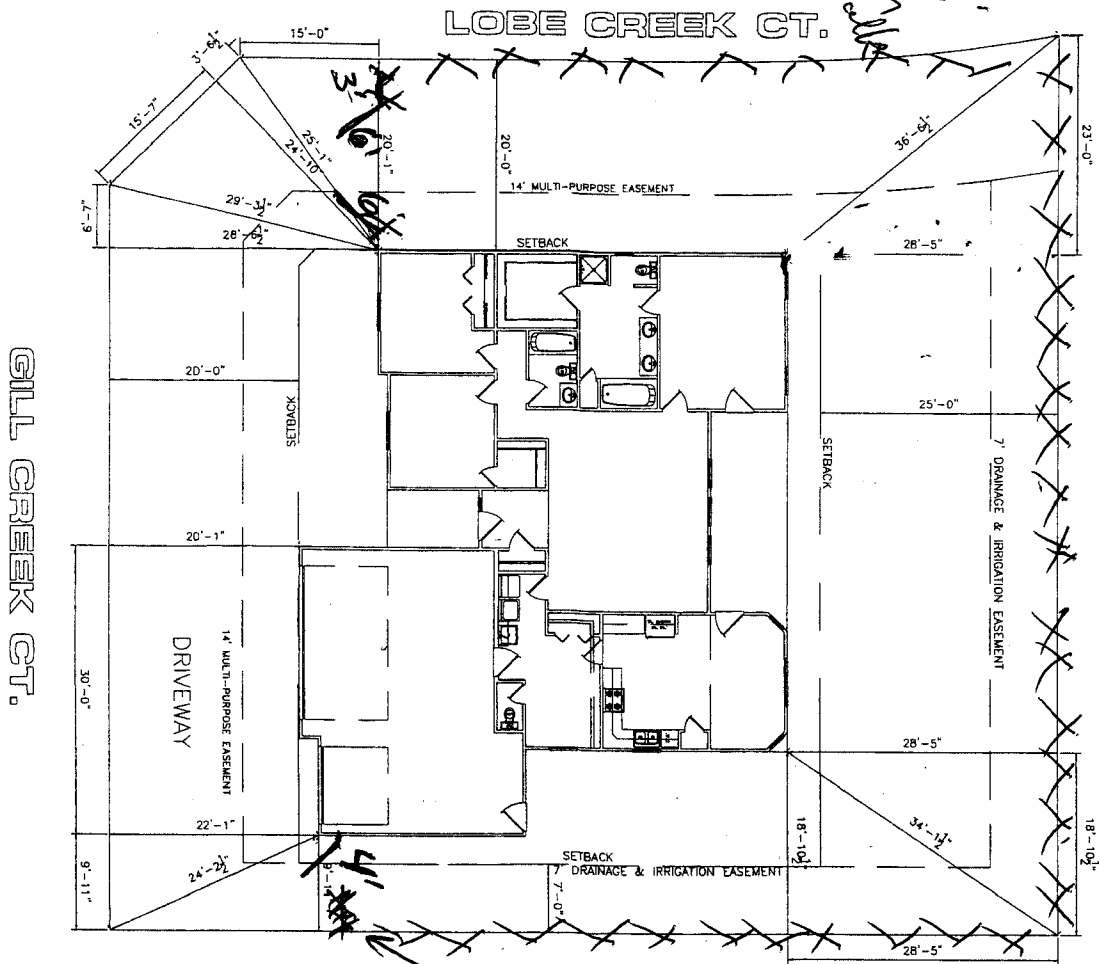 LOBE CREEK CT.
15'-0"
3'-6½"
15'-7"
25'-1"
24'-10"
6'
20'-1"
20'-0"
36'-6½"
23'-0"
14' MULTI-PURPOSE EASEMENT
6'-7"
29'-3½"
28'-6½"
SETBACK
28'-5"
GILL CREEK CT.
20'-0"
SETBACK
25'-0"
SETBACK
7' DRAINAGE & IRRIGATION EASEMENT
20'-1"
30'-0"
DRIVEWAY
14' MULTI-PURPOSE EASEMENT
28'-5"
22'-1"
4'
18'-10½"
34'-1½"
18'-10½"
24'-2½"
9'-11"
SETBACK
7' DRAINAGE & IRRIGATION EASEMENT
7'-0"
28'-5"